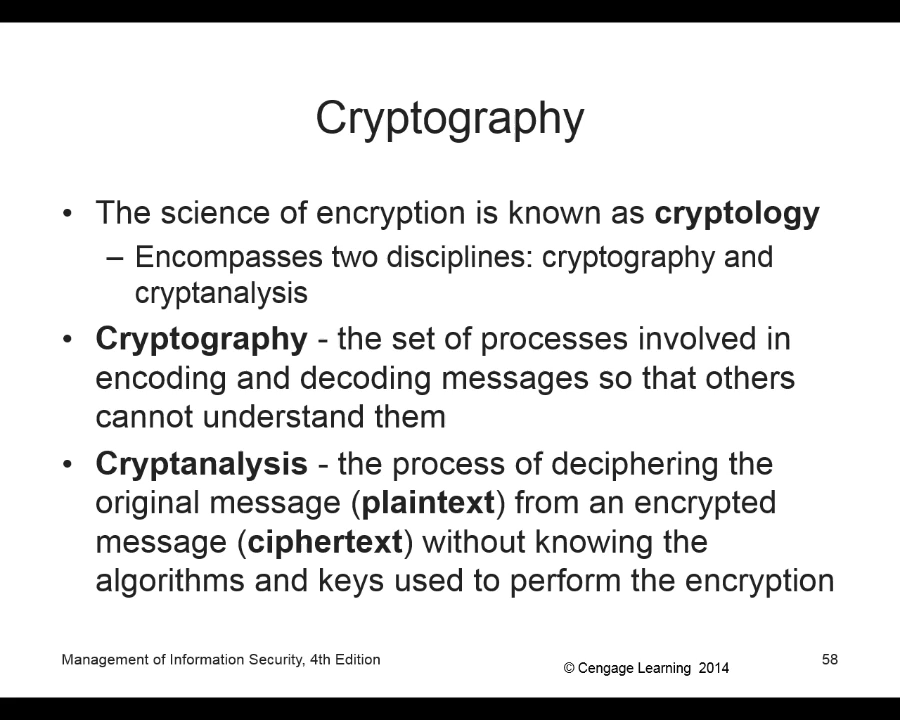 Cryptography
• The science of encryption is known as cryptology
– Encompasses two disciplines: cryptography and
cryptanalysis
• Cryptography - the set of processes involved in
encoding and decoding messages so that others
cannot understand them
• Cryptanalysis - the process of deciphering the
original message (plaintext) from an encrypted
message (ciphertext) without knowing the
algorithms and keys used to perform the encryption
Management of Information Security, 4th Edition
© Cengage Learning 2014
58